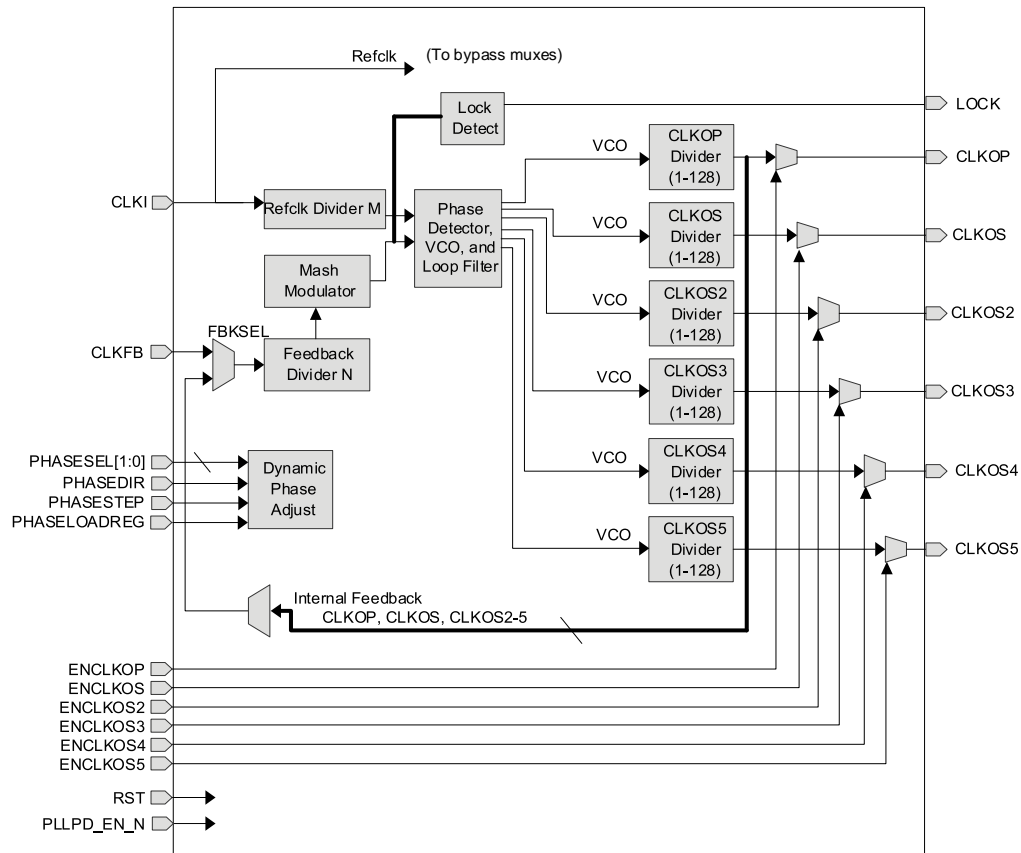 Refclk (To bypass muxes)
Lock
Detect
LOCK
VCO
CLKOP
Divider
(1-128)
CLKOP
CLKI
Refclk Divider M
Phase
Detector,
VCO, and
Loop Filter
VCO
CLKOS
Divider
(1-128)
CLKOS
Mash
Modulator
VCO
CLKOS2
Divider
(1-128)
CLKOS2
FBKSEL
CLKFB
Feedback
Divider N
VCO
CLKOS3
Divider
(1-128)
CLKOS3
PHASESEL[1:0]
PHASEDIR
PHASESTEP
PHASELOADREG
Dynamic
Phase
Adjust
VCO
CLKOS4
Divider
(1-128)
CLKOS4
VCO
CLKOS5
Divider
(1-128)
CLKOS5
Internal Feedback
CLKOP, CLKOS, CLKOS2-5
ENCLKOP
ENCLKOS
ENCLKOS2
ENCLKOS3
ENCLKOS4
ENCLKOS5
RST
PLLPD_EN_N